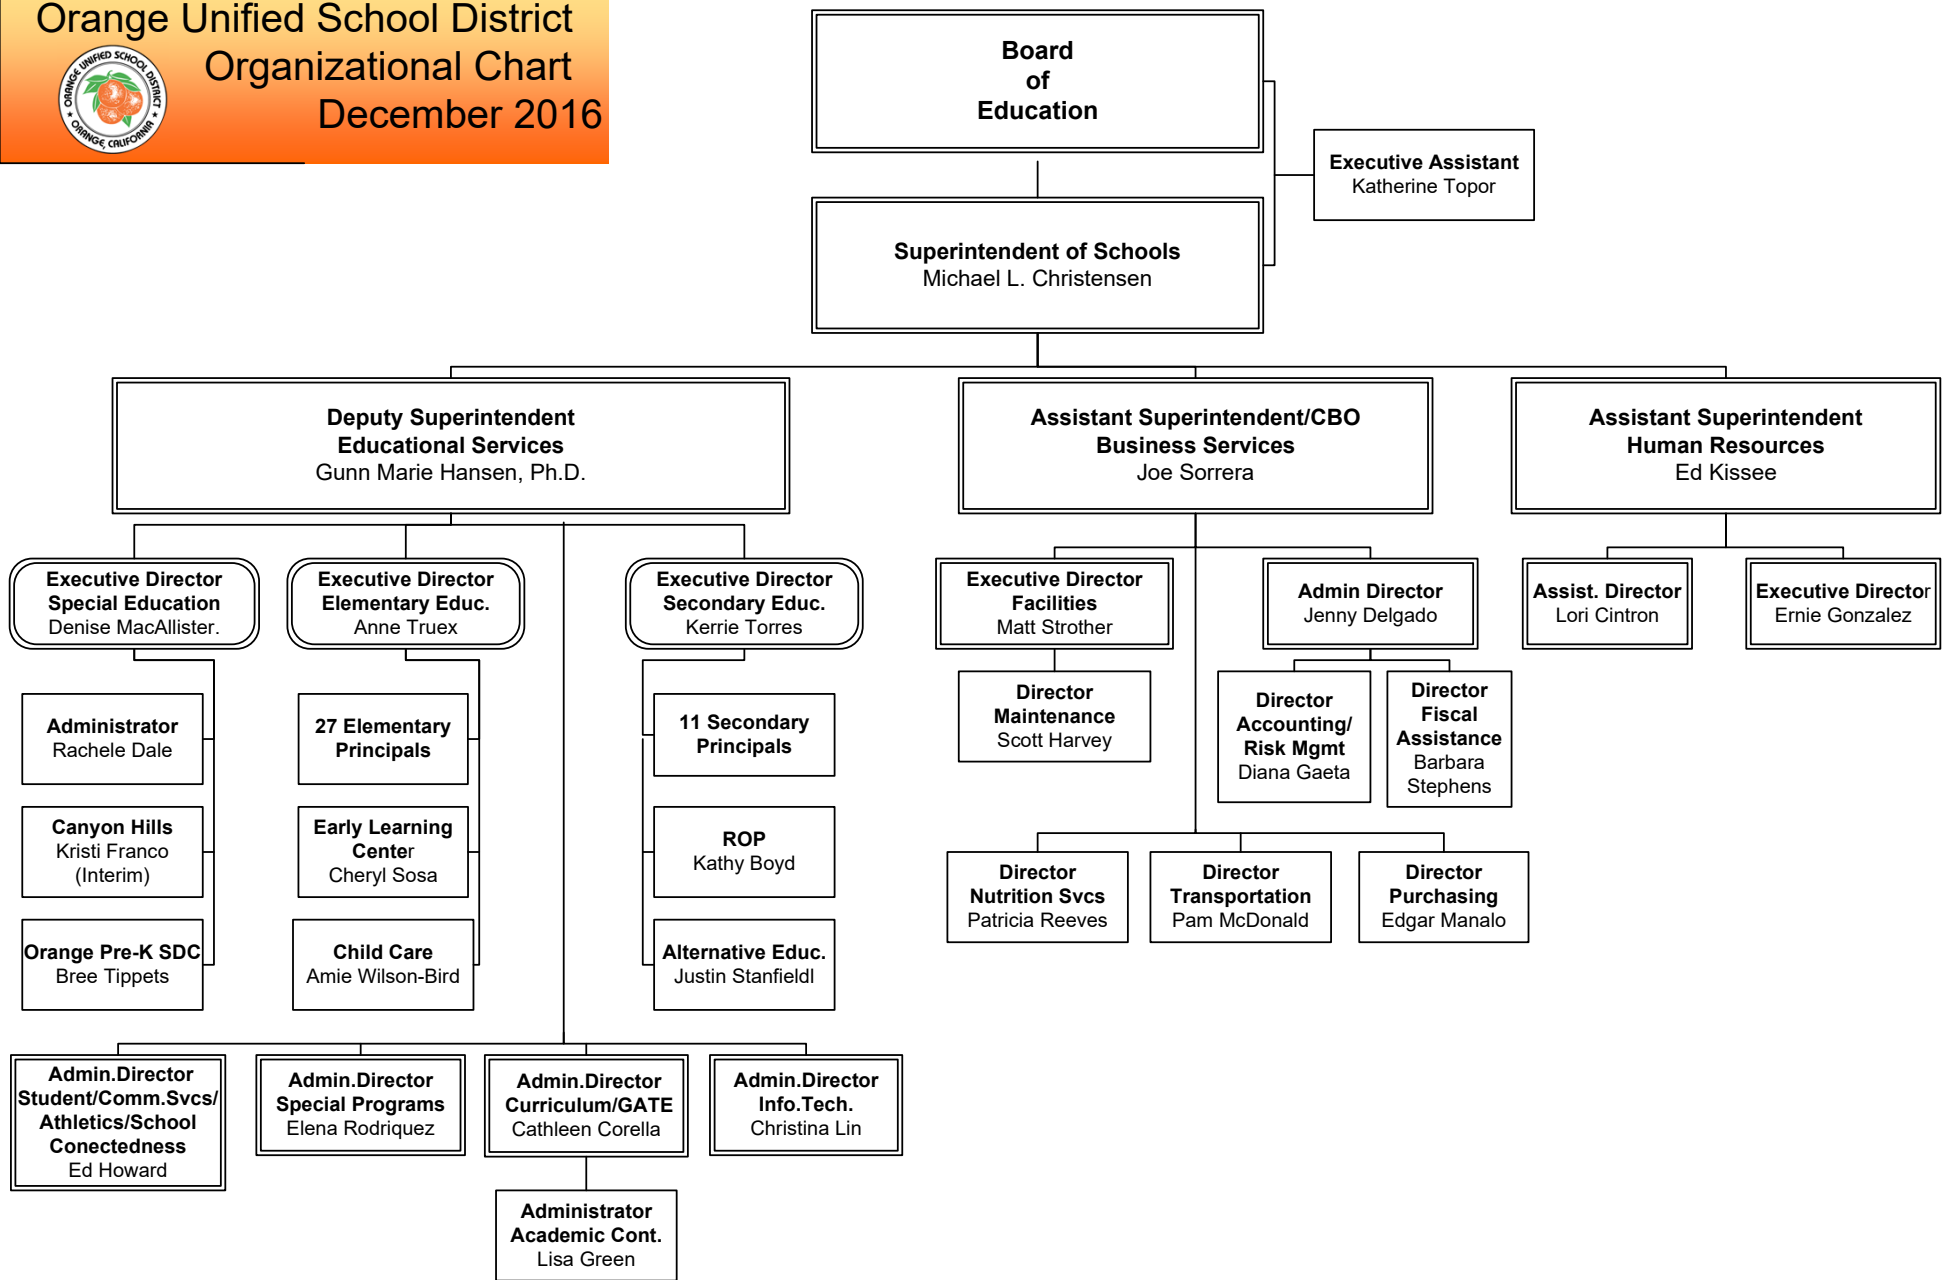 Orange Unified School District
Organizational Chart
December 2016
ORANGE UNIFIED SCHOOL DISTRICT
ORANGE, CALIFORNIA
Board
of
Education
Executive Assistant
Katherine Topor
Superintendent of Schools
Michael L. Christensen
Deputy Superintendent
Educational Services
Gunn Marie Hansen, Ph.D.
Assistant Superintendent/CBO
Business Services
Joe Sorrera
Assistant Superintendent
Human Resources
Ed Kissee
Executive Director
Special Education
Denise MacAllister.
Executive Director
Elementary Educ.
Anne Truex
Executive Director
Secondary Educ.
Kerrie Torres
Executive Director
Facilities
Matt Strother
Admin Director
Jenny Delgado
Assist. Director
Lori Cintron
Executive Director
Ernie Gonzalez
Administrator
Rachele Dale
27 Elementary
Principals
11 Secondary
Principals
Director
Maintenance
Scott Harvey
Director
Accounting/
Risk Mgmt
Diana Gaeta
Director
Fiscal
Assistance
Barbara
Stephens
Canyon Hills
Kristi Franco
(Interim)
Early Learning
Center
Cheryl Sosa
ROP
Kathy Boyd
Director
Nutrition Svcs
Patricia Reeves
Director
Transportation
Pam McDonald
Director
Purchasing
Edgar Manalo
Orange Pre-K SDC
Bree Tippets
Child Care
Amie Wilson-Bird
Alternative Educ.
Justin Stanfieldl
Admin.Director
Student/Comm.Svcs/
Athletics/School
Conectedness
Ed Howard
Admin.Director
Special Programs
Elena Rodriquez
Admin.Director
Curriculum/GATE
Cathleen Corella
Admin.Director
Info.Tech.
Christina Lin
Administrator
Academic Cont.
Lisa Green